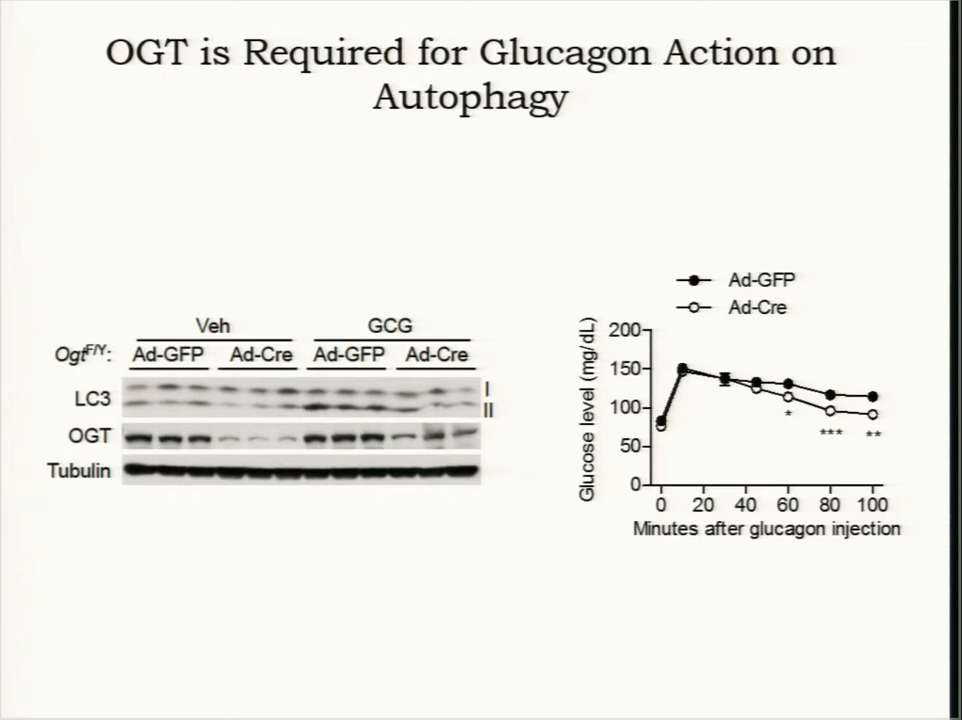 OGT is Required for Glucagon Action on
Autophagy
Veh GCG
Ogt^F/Y: Ad-GFP Ad-Cre Ad-GFP Ad-Cre
LC3 I
II
OGT
Tubulin
Ad-GFP
Ad-Cre
Glucose level (mg/dL)
200
150
100
50
0
* *** **
0 20 40 60 80 100
Minutes after glucagon injection